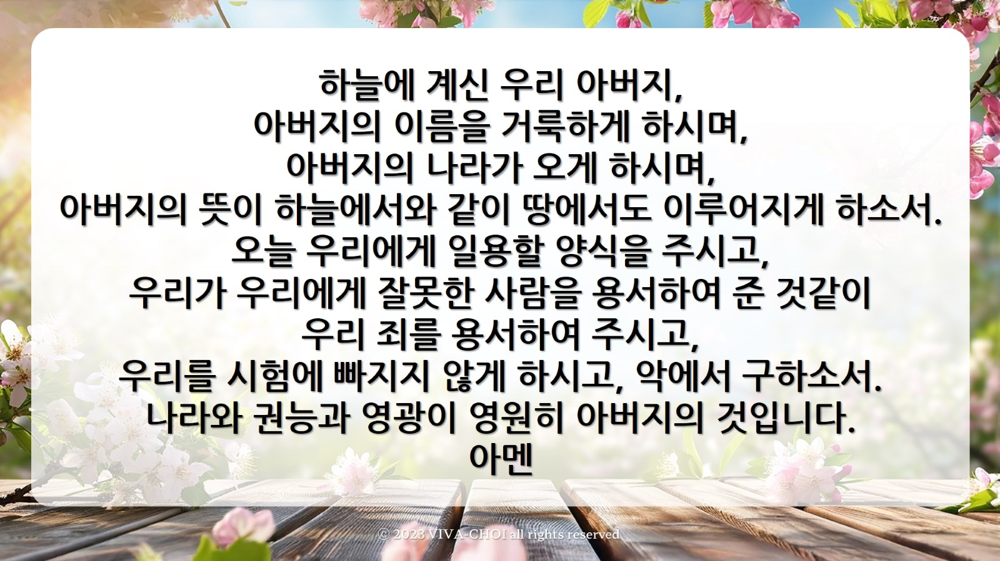 하늘에 계신 우리 아버지,
아버지의 이름을 거룩하게 하시며,
아버지의 나라가 오게 하시며,
아버지의 뜻이 하늘에서와 같이 땅에서도 이루어지게 하소서.
오늘 우리에게 일용할 양식을 주시고,
우리가 우리에게 잘못한 사람을 용서하여 준 것같이
우리 죄를 용서하여 주시고,
우리를 시험에 빠지지 않게 하시고, 악에서 구하소서.
나라와 권능과 영광이 영원히 아버지의 것입니다.
아멘
© 2023 VIVA-CHOI all rights reserved